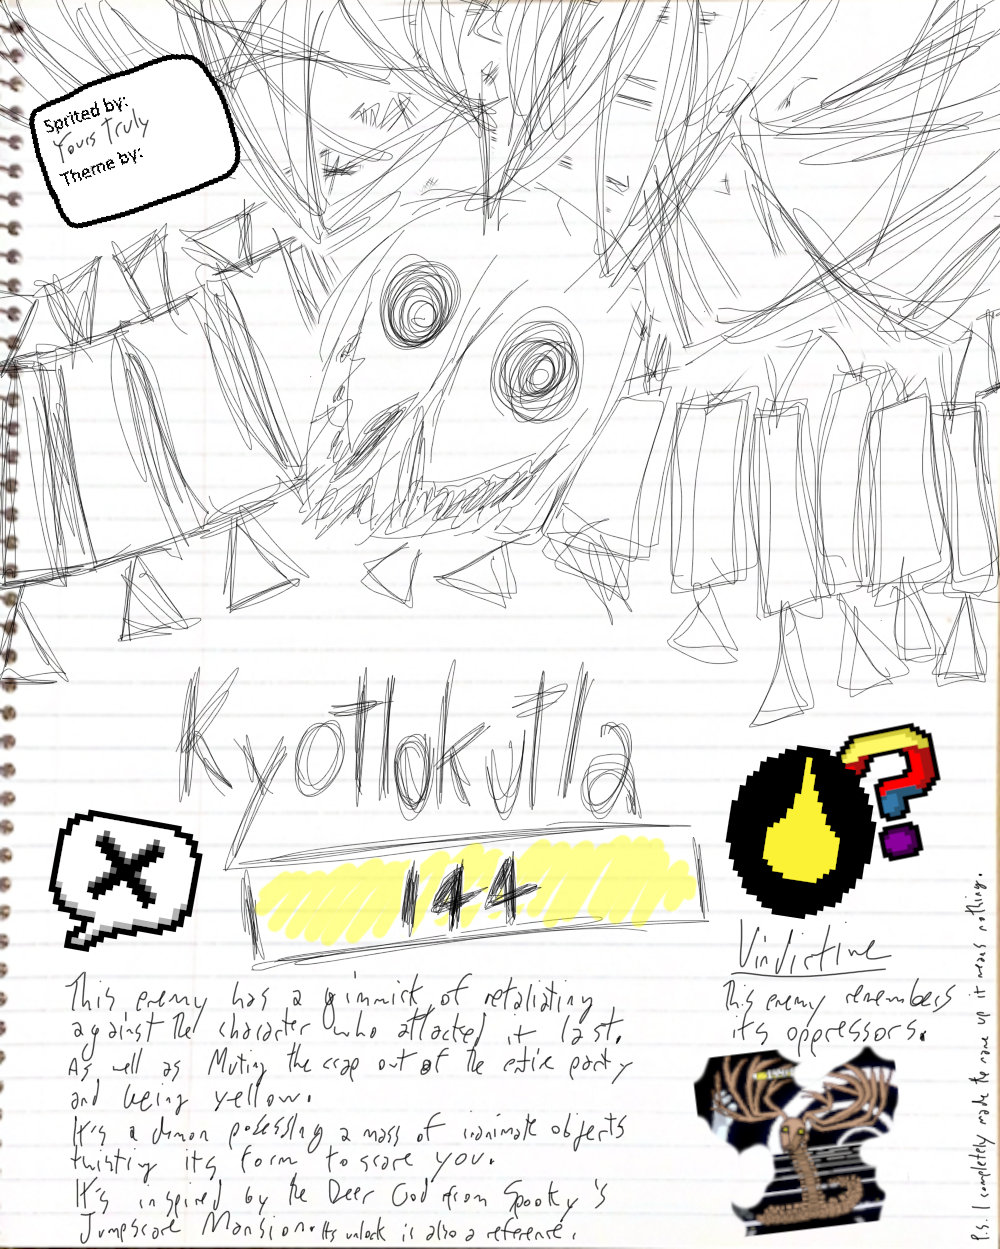 Sprited by:
Yours Truly
Theme by:
Kyotlokutla
144
Vindictive
This enemy remembers
its oppressors.
This enemy has a gimmick of retaliating
against the character who attacked it last.
As well as Muting the crap out of the entire party
and being yellow.
It's a demon posessing a mass of inanimate objects
twisting its form to scare you.
It's inspired by the Deer God from Spooky's
Jumpscare Mansion. Its unlock is also a reference.
P.s. I completely made the name up it means nothing.